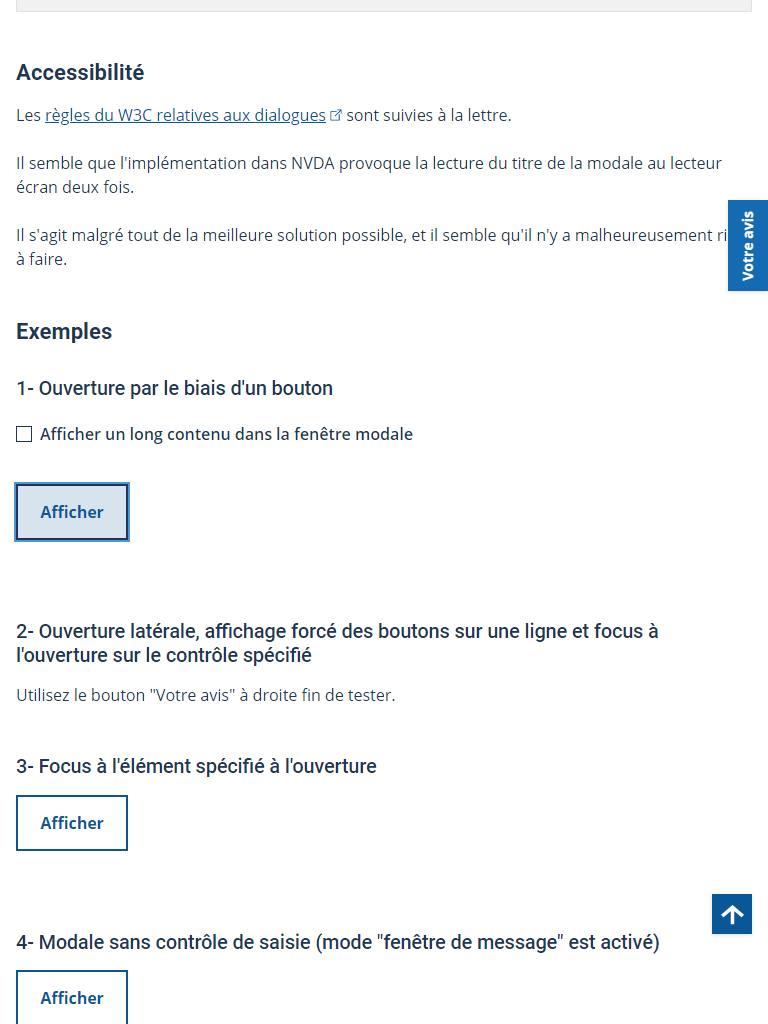 Accessibilité
Les règles du W3C relatives aux dialogues sont suivies à la lettre.
Il semble que l'implémentation dans NVDA provoque la lecture du titre de la modale au lecteur
écran deux fois.
Il s'agit malgré tout de la meilleure solution possible, et il semble qu'il n'y a malheureusement
à faire.
Votre avis
Exemples
1- Ouverture par le biais d'un bouton
Afficher un long contenu dans la fenêtre modale
Afficher
2- Ouverture latérale, affichage forcé des boutons sur une ligne et focus à
l'ouverture sur le contrôle spécifié
Utilisez le bouton "Votre avis" à droite fin de tester.
3- Focus à l'élément spécifié à l'ouverture
Afficher
4- Modale sans contrôle de saisie (mode "fenêtre de message" est activé)
Afficher